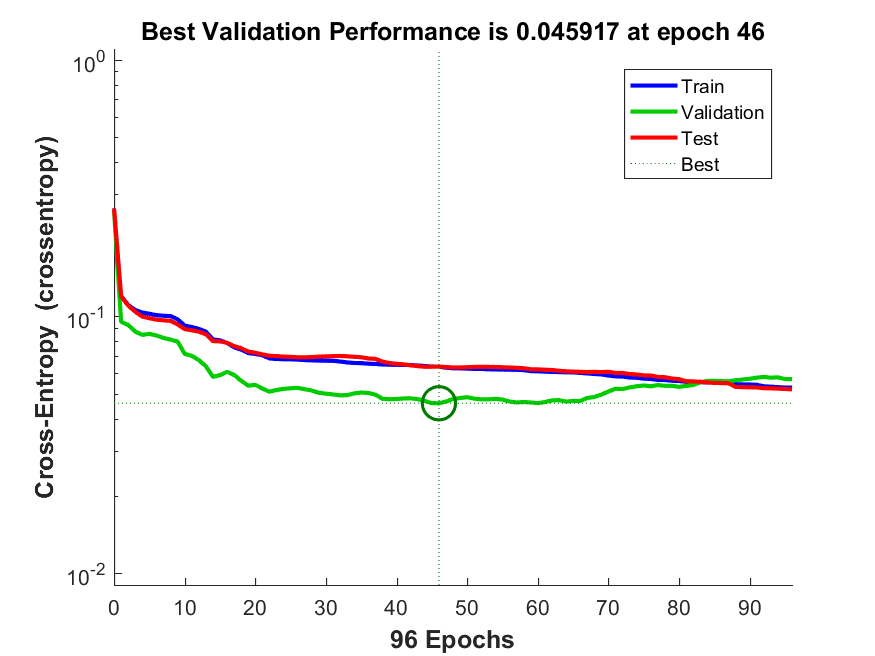 Best Validation Performance is 0.045917 at epoch 46
Cross-Entropy (crossentropy)
10^0
10^-1
10^-2
Train
Validation
Test
Best
0 10 20 30 40 50 60 70 80 90
96 Epochs